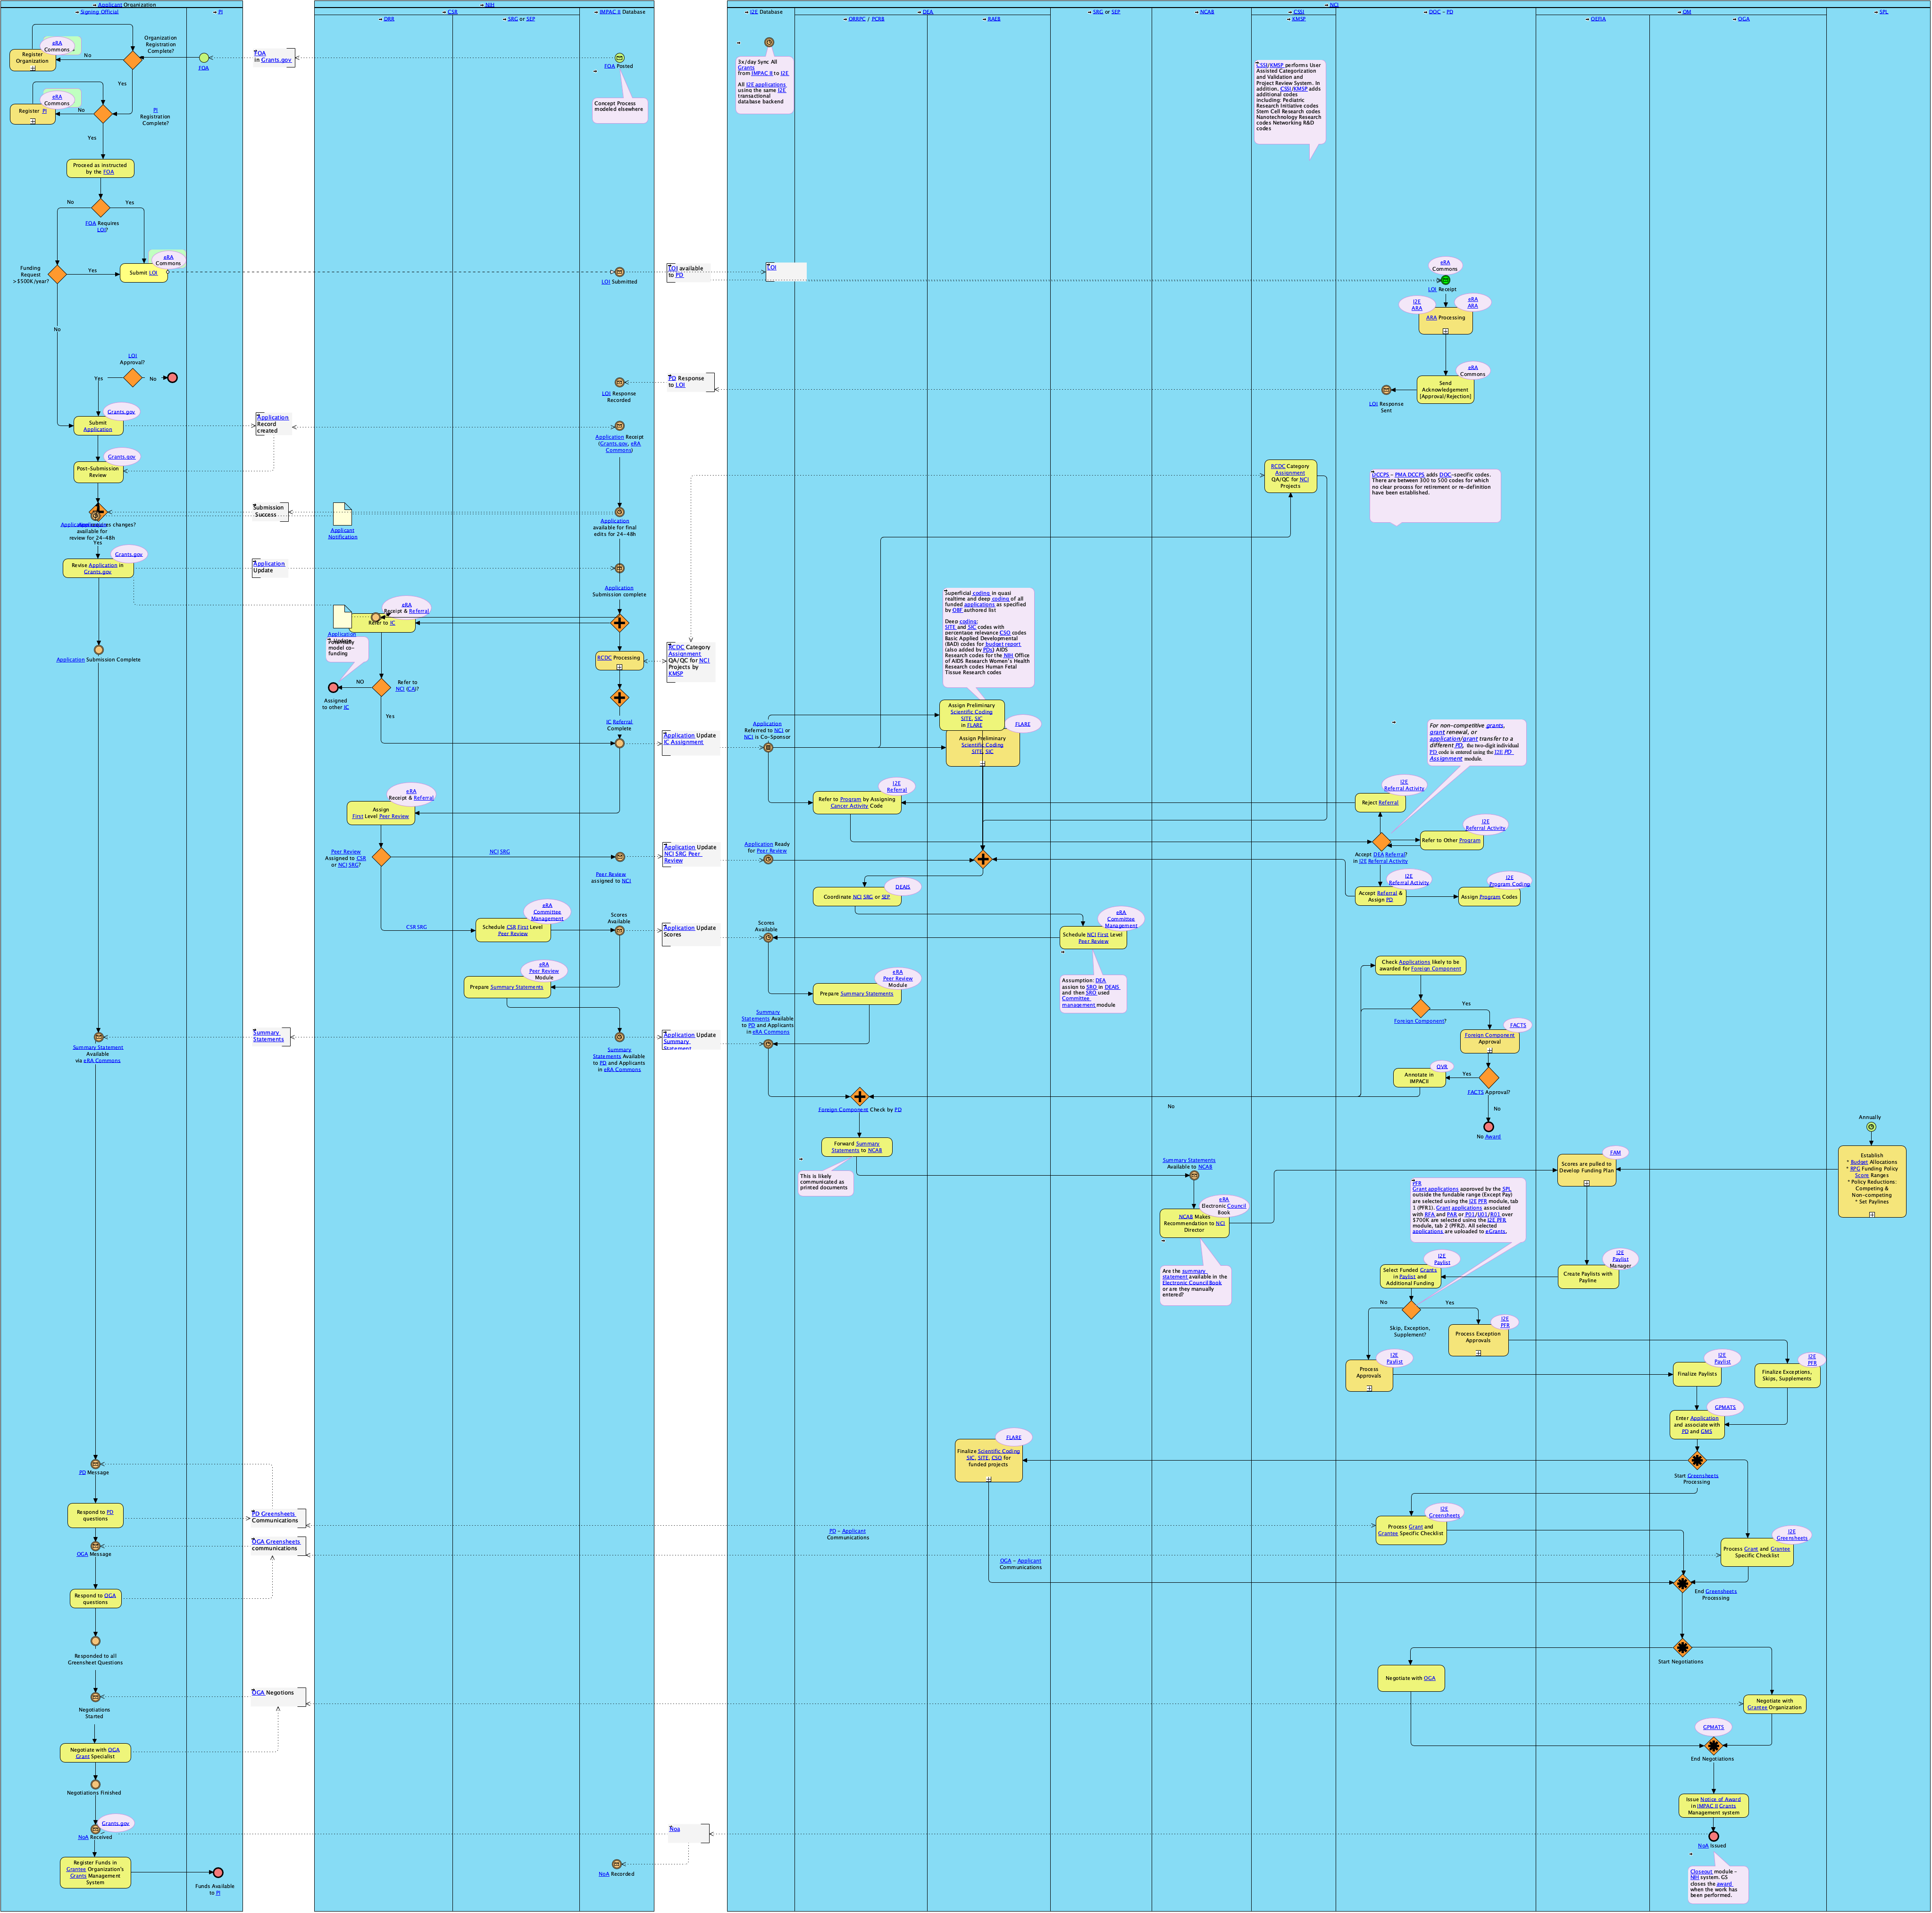 Applicant Organization
Signing Official
PI
NIH
CSR
DRR
SRG or SEP
IMPAC II Database
NCI
I2E Database
DEA
ORRPC / PCRB
RAEB
SRG or SEP
NCAB
CSSI
KMSP
DOC - PD
OEFIA
OM
OGA
SPL
eRA
Commons
Register
Organization
No
Organization
Registration
Complete?
Yes
FOA
FOA
in Grants.gov
FOA Posted
Concept Process
modeled elsewhere
3x/day Sync All
Grants
from IMPAC II to I2E
All I2E applications
using the same I2E
transactional
database backend
CSSI/KMSP performs User
Assisted Categorization
and Validation and
Project Review System. In
addition, CSSI/KMSP adds
additional codes
including: Pediatric
Research Initiative codes
Stem Cell Research codes
Nanotechnology Research
codes Networking R&D
codes
eRA
Commons
Register PI
No
PI
Registration
Complete?
Yes
Proceed as instructed
by the FOA
No
Yes
FOA Requires
LOI?
Funding
Request
>$500K/year?
Yes
Submit LOI
eRA
Commons
LOI Submitted
LOI available
to PD
LOI
eRA
Commons
LOI Receipt
I2E
ARA
eRA
ARA
ARA Processing
No
LOI
Approval?
Yes
No
LOI Response
Recorded
PD Response
to LOI
LOI Response
Sent
Send
Acknowledgement
(Approval/Rejection)
eRA
Commons
Submit
Application
Grants.gov
Application
Record
created
Application Receipt
(Grants.gov, eRA
Commons)
Post-Submission
Review
Grants.gov
RCDC Category
Assignment
QA/QC for NCI
Projects
DCCPS - PMA DCCPS adds DOC-specific codes.
There are between 300 to 500 codes for which
no clear process for retirement or re-definition
have been established.
res changes?
available for
review for 24-48h
Yes
Submission
Success
Applicant
Notification
Application
available for final
edits for 24-48h
Revise Application in
Grants.gov
Grants.gov
Application
Update
Application
Submission complete
eRA
Receipt & Referral
Refer to IC
Application
model co-
funding
Superficial coding in quasi
realtime and deep coding of all
funded applications as specified
by OBF authored list
Deep coding:
SITE and SIC codes with
percentage relevance CSO codes
Basic Applied Developmental
(BAD) codes for budget report
(also added by PDs) AIDS
Research codes for the NIH Office
of AIDS Research Women's Health
Research codes Human Fetal
Tissue Research codes
Application Submission Complete
RCDC Processing
RCDC Category
Assignment
QA/QC for NCI
Projects by
KMSP
NO
Refer to
NCI (CA)?
Assigned
to other IC
Yes
IC Referral
Complete
Application Update
IC Assignment
Application
Referred to NCI or
NCI is Co-Sponsor
Assign Preliminary
Scientific Coding
SITE, SIC
in FLARE
FLARE
Assign Preliminary
Scientific Coding
SITE, SIC
For non-competitive grants,
grant renewal, or
application/grant transfer to a
different PD, the two-digit individual
PD code is entered using the I2E PD
Assignment module.
eRA
Receipt & Referral
Assign
First Level Peer Review
I2E
Referral
Refer to Program by Assigning
Cancer Activity Code
I2E
Referral Activity
Reject Referral
I2E
Referral Activity
Refer to Other Program
Accept DEA Referral?
in I2E Referral Activity
Peer Review
Assigned to CSR
or NCI SRG?
NCI SRG
Peer Review
assigned to NCI
Application Update
NCI SRG Peer
Review
Application Ready
for Peer Review
DEAIS
Coordinate NCI SRG or SEP
I2E
Referral Activity
Accept Referral &
Assign PD
I2E
Program Coding
Assign Program Codes
CSR SRG
eRA
Committee
Management
Schedule CSR First Level
Peer Review
Scores
Available
Application Update
Scores
Scores
Available
eRA
Committee
Management
Schedule NCI First Level
Peer Review
Assumption: DEA
assion to SRO in DEAIS
and then SRO used
Committee
management module
eRA
Peer Review
Module
Prepare Summary Statements
eRA
Peer Review
Module
Prepare Summary Statements
Check Applications likely to be
awarded for Foreign Component
Yes
Foreign Component?
FACTS
Foreign Component
Approval
Summary Statement
Available
via eRA Commons
Summary
Statements
Summary
Statements Available
to PD and Applicants
in eRA Commons
Application Update
Summary
Statement
Summary
Statements Available
to PD and Applicants
in eRA Commons
OVR
Annotate in
IMPACII
Yes
FACTS Approval?
No
No Award
Foreign Component Check by PD
No
Forward Summary
Statements to NCAB
This is likely
communicated as
printed documents
Summary Statements
Available to NCAB
eRA
Electronic Council
Book
NCAB Makes
Recommendation to NCI
Director
Are the summary
statement available in the
Electronic Council Book
or are they manually
entered?
PFR
Grant applications approved by the SPL
outside the fundable range (Except Pay)
are selected using the I2E PFR module, tab
1 (PFR1). Grant applications associated
with RFA and PAR or P01/U01/R01 over
$700K are selected using the I2E PFR
module, tab 2 (PFR2). All selected
applications are uploaded to eGrants.
FAM
Scores are pulled to
Develop Funding Plan
Annually
Establish
* Budget Allocations
* RPG Funding Policy
Score Ranges
* Policy Reductions:
Competing &
Non-competing
* Set Paylines
I2E
Paylist
Select Funded Grants
in Paylist and
Additional Funding
I2E
Paylist
Manager
Create Paylists with
Payline
No
Yes
Skip, Exception,
Supplement?
I2E
PFR
Process Exception
Approvals
I2E
Paylist
Process
Approvals
I2E
Paylist
Finalize Paylists
I2E
PFR
Finalize Exceptions,
Skips, Supplements
GPMATS
Enter Application
and associate with
PD and GMS
FLARE
Finalize Scientific Coding
SIC, SITE, CSO for
funded projects
Start Greensheets
Processing
PD Message
Respond to PD
questions
PD Greensheets
Communications
PD - Applicant
Communications
I2E
Greensheets
Process Grant and
Grantee Specific Checklist
OGA Message
OGA Greensheets
communications
OGA - Applicant
Communications
I2E
Greensheets
Process Grant and Grantee
Specific Checklist
Respond to OGA
questions
End Greensheets
Processing
Responded to all
Greensheet Questions
Start Negotiations
Negotiate with OGA
Negotiations
Started
OGA Negotions
Negotiate with
Grantee Organization
GPMATS
End Negotiations
Negotiate with OGA
Grant Specialist
Negotiations Finished
Issue Notice of Award
in IMPAC II Grants
Management system
Grants.gov
NoA Received
Noa
NoA Issued
Register Funds in
Grantee Organization's
Grants Management
System
Funds Available
to PI
NoA Recorded
Closeout module -
NIH system. GS
closes the award
when the work has
been performed.